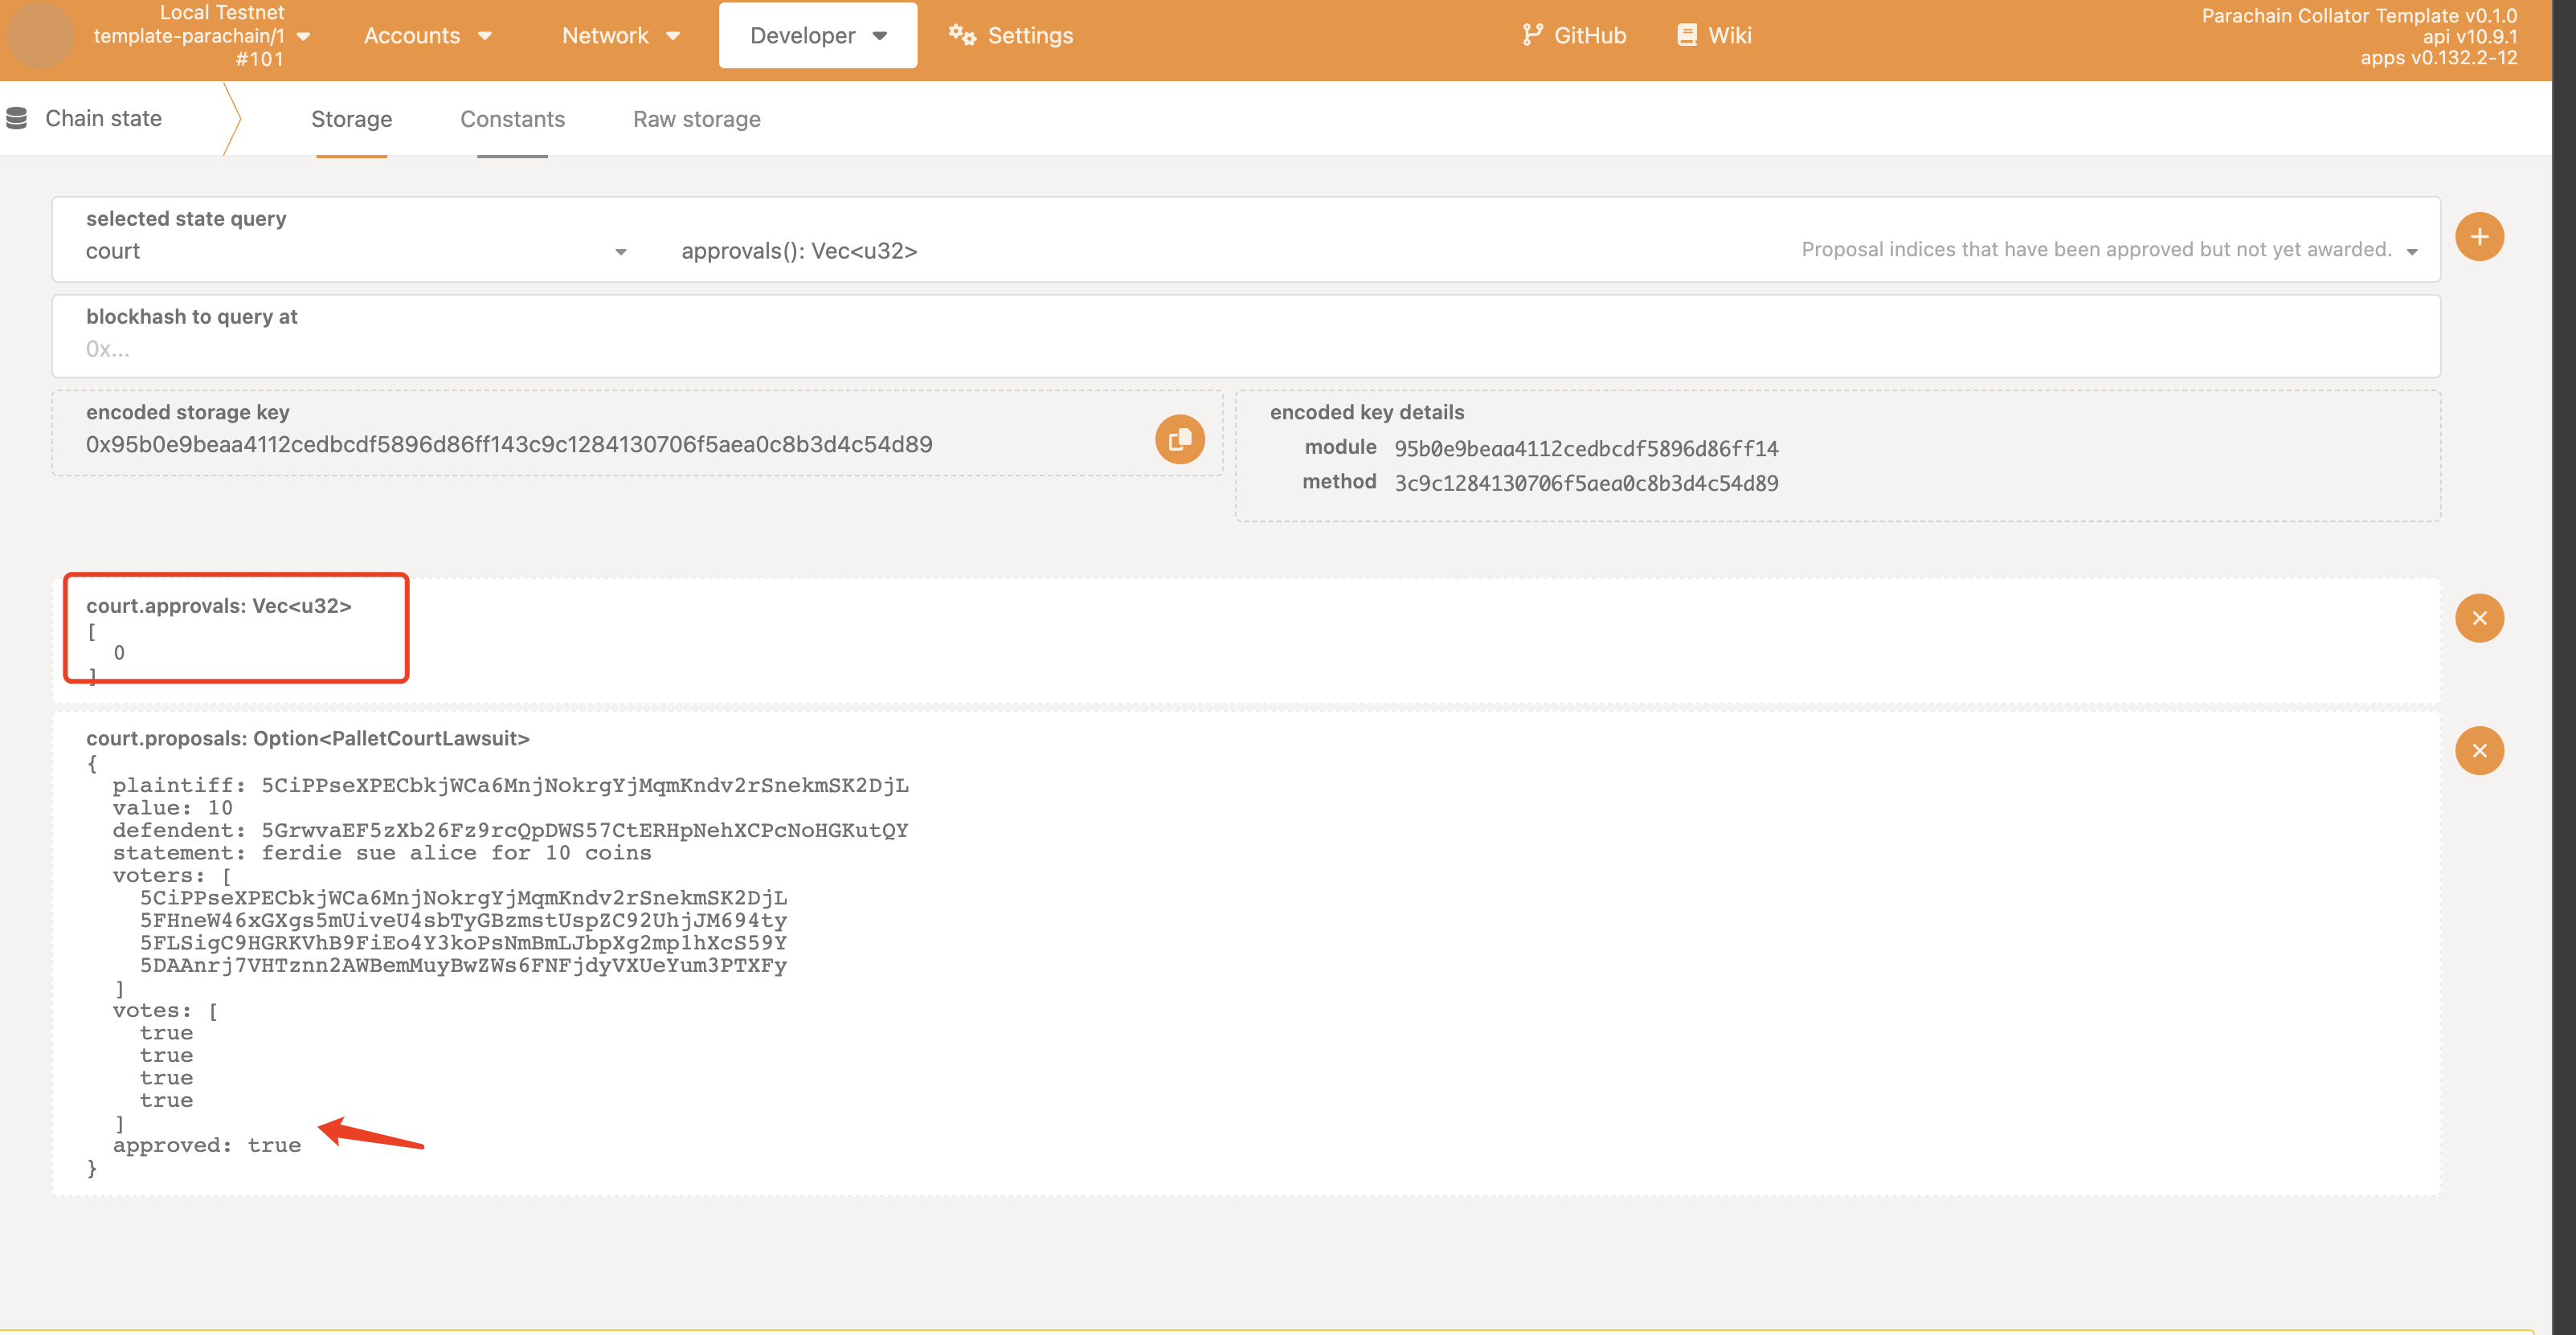 Local Testnet
template-parachain/1
#101
Accounts
Network
Developer
Settings
GitHub
Wiki
Parachain Collator Template v0.1.0
api v10.9.1
apps v0.132.2-12
Chain state
Storage
Constants
Raw storage
selected state query
court
approvals(): Vec<u32>
Proposal indices that have been approved but not yet awarded.
blockhash to query at
0x...
encoded storage key
0x95b0e9beaa4112cedbcdf5896d86ff143c9c1284130706f5aea0c8b3d4c54d89
encoded key details
module 95b0e9beaa4112cedbcdf5896d86ff14
method 3c9c1284130706f5aea0c8b3d4c54d89
court.approvals: Vec<u32>
[
0
]
court.proposals: Option<PalletCourtLawsuit>
{
plaintiff: 5CiPPseXPECbkjWCa6MnjNokrgYjMqmKndv2rSnekmSK2DjL
value: 10
defendent: 5GrwvaEF5zXb26Fz9rcQpDWS57CtERHpNehXCPcNoHGKutQY
statement: ferdie sue alice for 10 coins
voters: [
5CiPPseXPECbkjWCa6MnjNokrgYjMqmKndv2rSnekmSK2DjL
5FHneW46xGXgs5mUiveU4sbTyGBzmstUspZC92UhjJM694ty
5FLSigC9HGRKVhB9FiEo4Y3koPsNmBmLJbpXg2mp1hXcS59Y
5DAAnrj7VHTznn2AWBemMuyBwZWs6FNFjdyVXUeYum3PTXFy
]
votes: [
true
true
true
true
]
approved: true
}